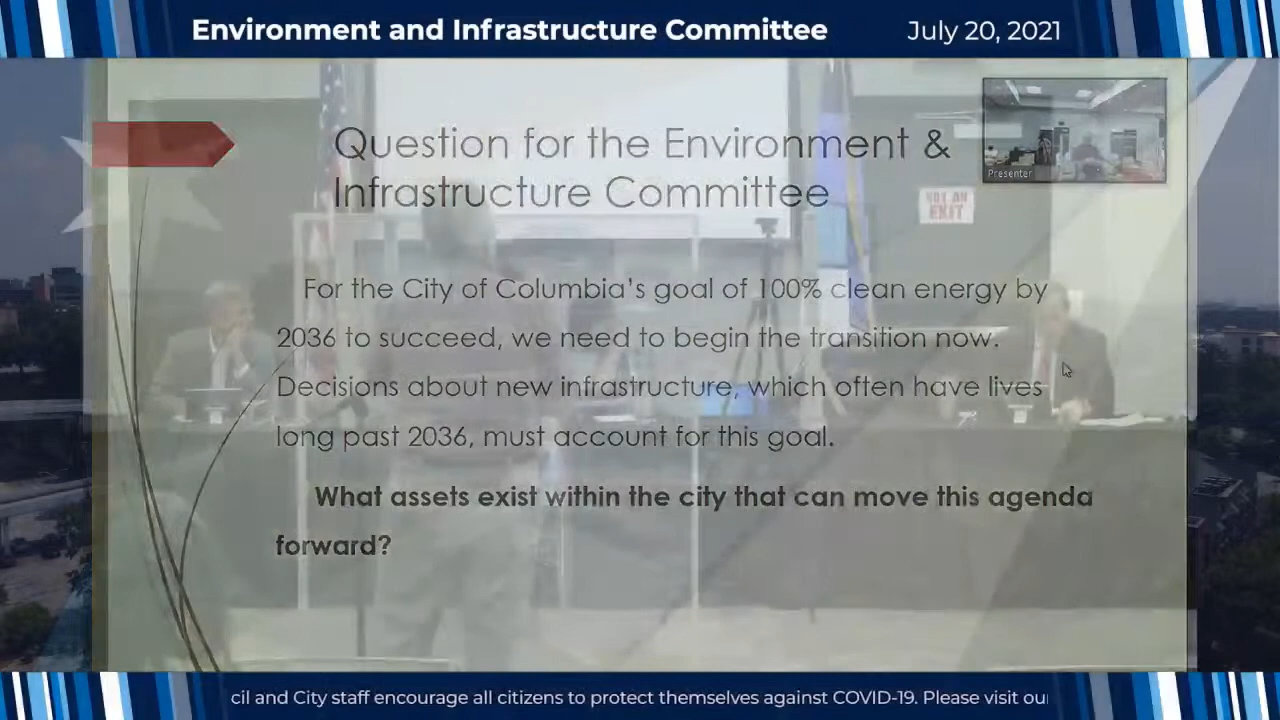 Environment and Infrastructure Committee
July 20, 2021
Question for the Environment &
Infrastructure Committee
Presenter
NOT AN
EXIT
For the City of Columbia's goal of 100% clean energy by
2036 to succeed, we need to begin the transition now.
Decisions about new infrastructure, which often have lives
long past 2036, must account for this goal.
What assets exist within the city that can move this agenda
forward?
cil and City staff encourage all citizens to protect themselves against COVID-19. Please visit our